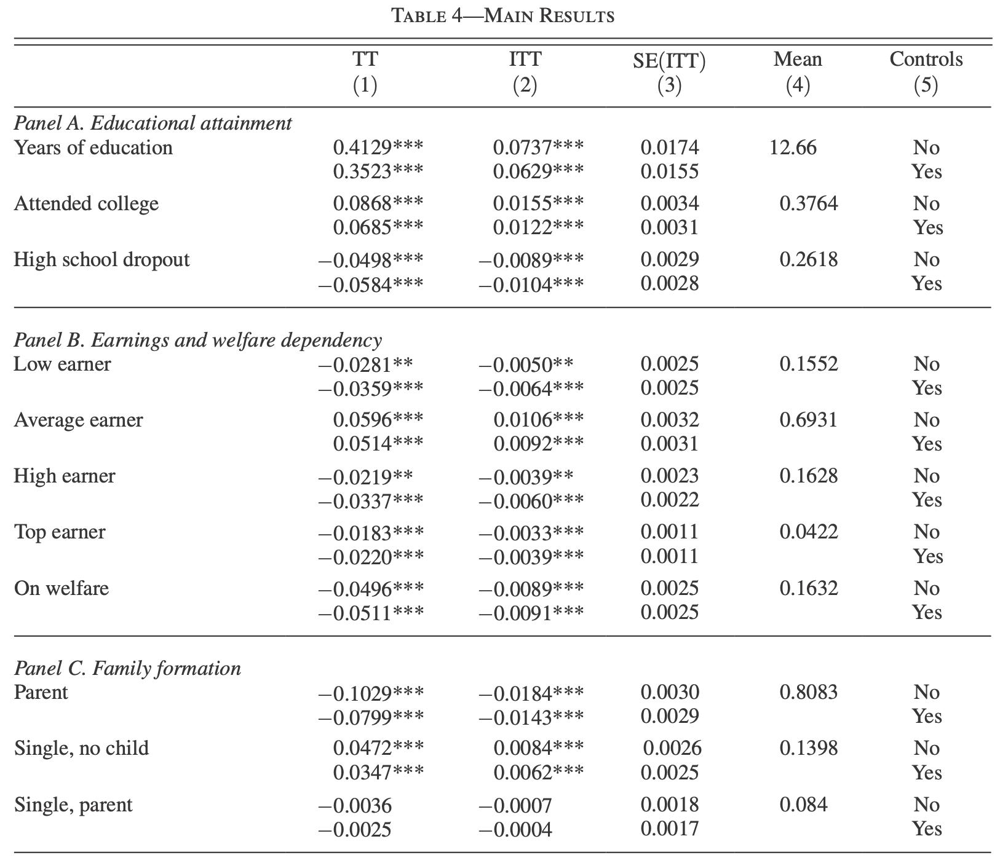 TABLE 4—MAIN RESULTS
TT ITT SE(ITT) Mean Controls
(1) (2) (3) (4) (5)
Panel A. Educational attainment
Years of education 0.4129*** 0.0737*** 0.0174 12.66 No
0.3523*** 0.0629*** 0.0155 Yes
Attended college 0.0868*** 0.0155*** 0.0034 0.3764 No
0.0685*** 0.0122*** 0.0031 Yes
High school dropout −0.0498*** −0.0089*** 0.0029 0.2618 No
−0.0584*** −0.0104*** 0.0028 Yes
Panel B. Earnings and welfare dependency
Low earner −0.0281** −0.0050** 0.0025 0.1552 No
−0.0359*** −0.0064*** 0.0025 Yes
Average earner 0.0596*** 0.0106*** 0.0032 0.6931 No
0.0514*** 0.0092*** 0.0031 Yes
High earner −0.0219** −0.0039** 0.0023 0.1628 No
−0.0337*** −0.0060*** 0.0022 Yes
Top earner −0.0183*** −0.0033*** 0.0011 0.0422 No
−0.0220*** −0.0039*** 0.0011 Yes
On welfare −0.0496*** −0.0089*** 0.0025 0.1632 No
−0.0511*** −0.0091*** 0.0025 Yes
Panel C. Family formation
Parent −0.1029*** −0.0184*** 0.0030 0.8083 No
−0.0799*** −0.0143*** 0.0029 Yes
Single, no child 0.0472*** 0.0084*** 0.0026 0.1398 No
0.0347*** 0.0062*** 0.0025 Yes
Single, parent −0.0036 −0.0007 0.0018 0.084 No
−0.0025 −0.0004 0.0017 Yes